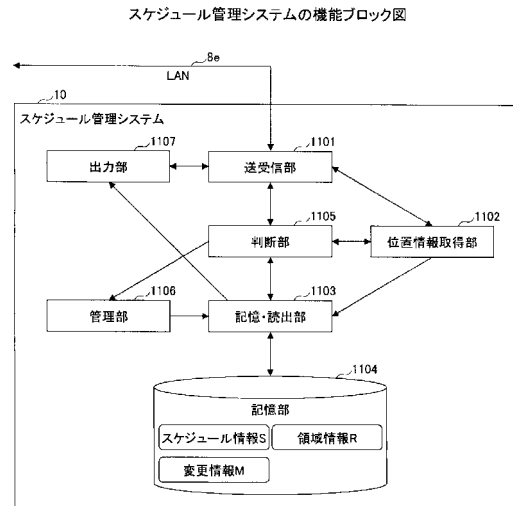 スケジュール管理システムの機能ブロック図
8e
LAN
10
スケジュール管理システム
1107
出力部
1101
送受信部
1105
判断部
1102
位置情報取得部
1106
管理部
1103
記憶・読出部
1104
記憶部
スケジュール情報S
領域情報R
変更情報M